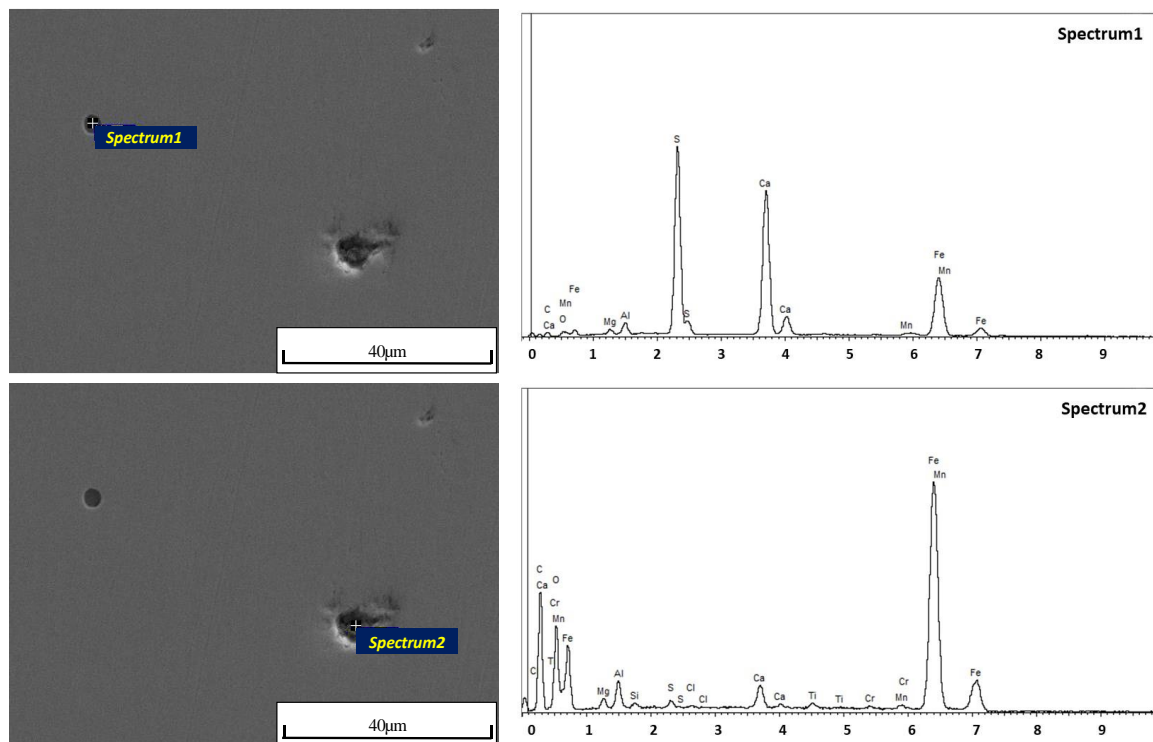 Spectrum1
40μm
Spectrum1
S
Ca
Fe
Mn
Fe
Mn
C
Ca
O
Mg
Al
S
Ca
Mn
Fe
0 1 2 3 4 5 6 7 8 9
Spectrum2
40μm
Spectrum2
Fe
Mn
C
Ca
O
Cr
Mn
Fe
C
T
Mg
Al
Si
S
S
Cl
Cl
Ca
Ca
Ti
Ti
Cr
Cr
Mn
Fe
0 1 2 3 4 5 6 7 8 9